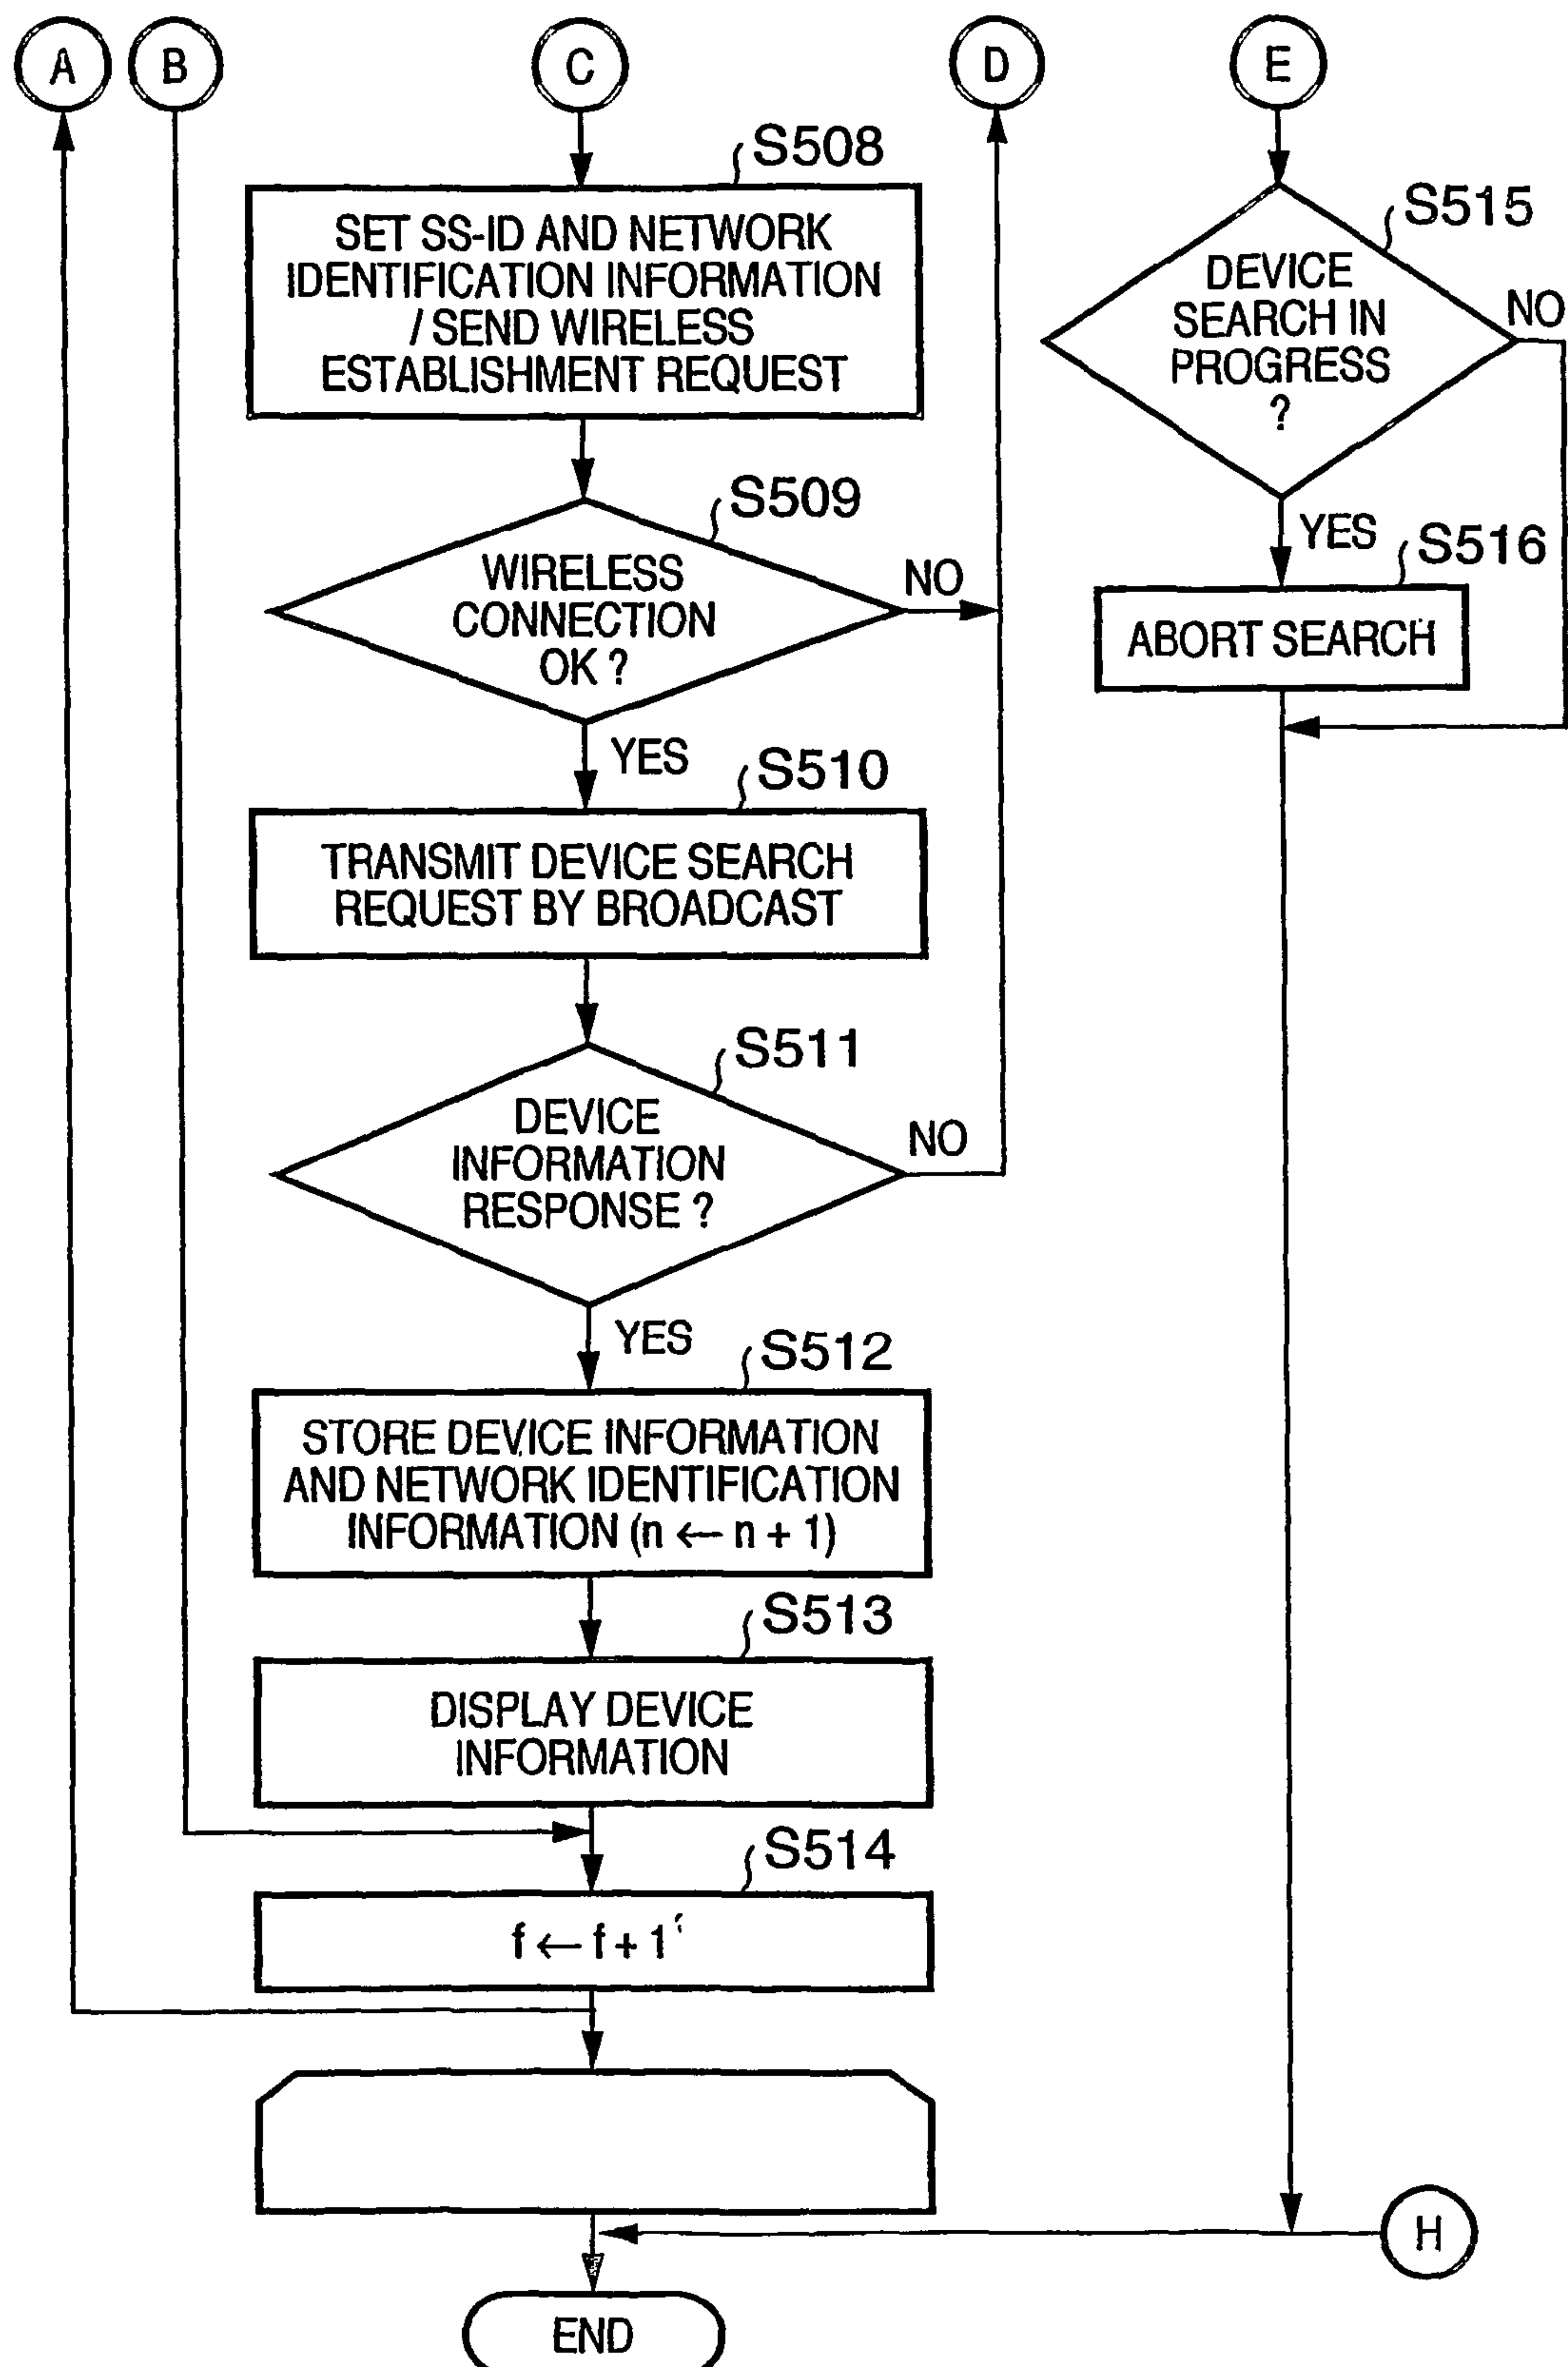 A
B
C
D
E
S508
SET SS-ID AND NETWORK
IDENTIFICATION INFORMATION
/ SEND WIRELESS
ESTABLISHMENT REQUEST
S509
WIRELESS
CONNECTION
OK ?
NO
YES
S510
TRANSMIT DEVICE SEARCH
REQUEST BY BROADCAST
S511
DEVICE
INFORMATION
RESPONSE ?
NO
YES
S512
STORE DEVICE INFORMATION
AND NETWORK IDENTIFICATION
INFORMATION (n ← n + 1)
S513
DISPLAY DEVICE
INFORMATION
S514
f ← f + 1
S515
DEVICE
SEARCH IN
PROGRESS
?
NO
YES
S516
ABORT SEARCH
H
END